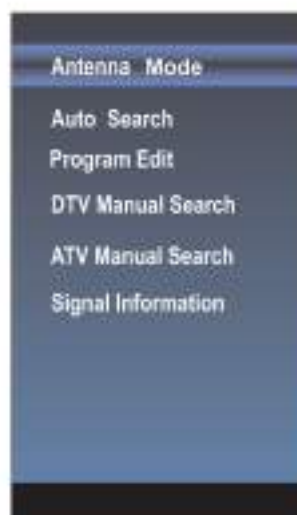 Antenna Mode
Auto Search
Program Edit
DTV Manual Search
ATV Manual Search
Signal Information